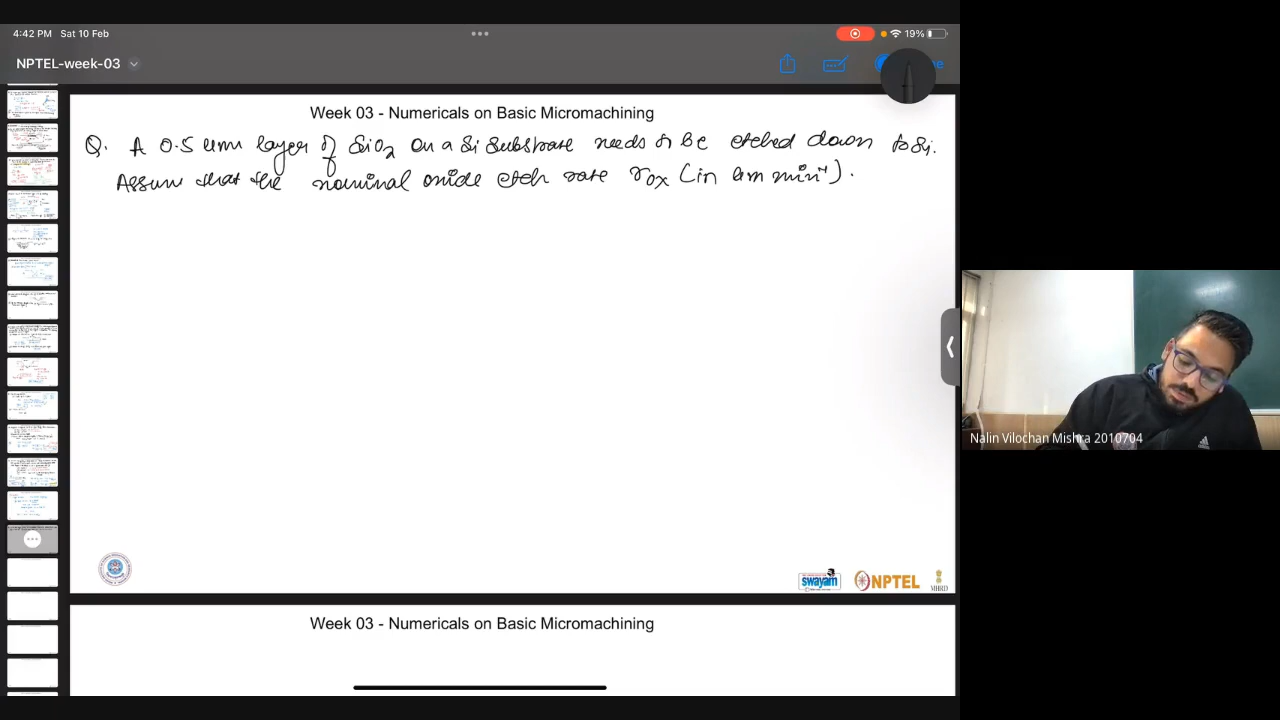 4:42 PM Sat 10 Feb
19%
NPTEL-week-03
Week 03 - Numericals on Basic Micromachining
Q. A 0.5 um layer of SiO2 on a Si substrate needs to be etched down to Si.
Assume that the nominal oxide etch rate rox (in um min⁻¹).
Nalin Vilochan Mishra 2010704
swayam
NPTEL
MHRD
Week 03 - Numericals on Basic Micromachining